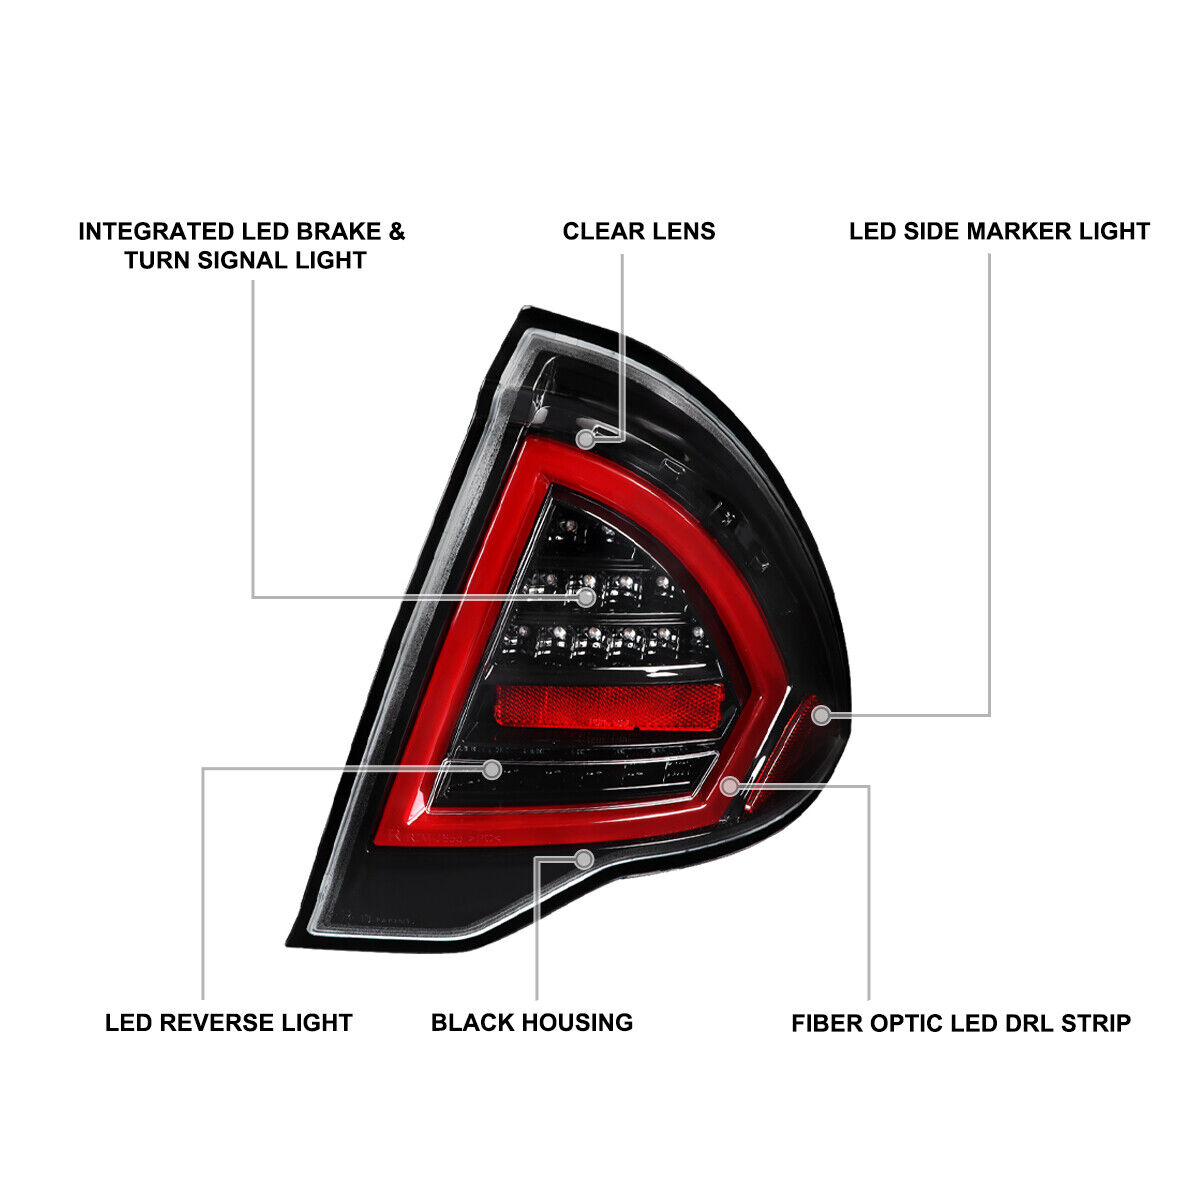 INTEGRATED LED BRAKE &
TURN SIGNAL LIGHT
CLEAR LENS
LED SIDE MARKER LIGHT
LED REVERSE LIGHT
BLACK HOUSING
FIBER OPTIC LED DRL STRIP